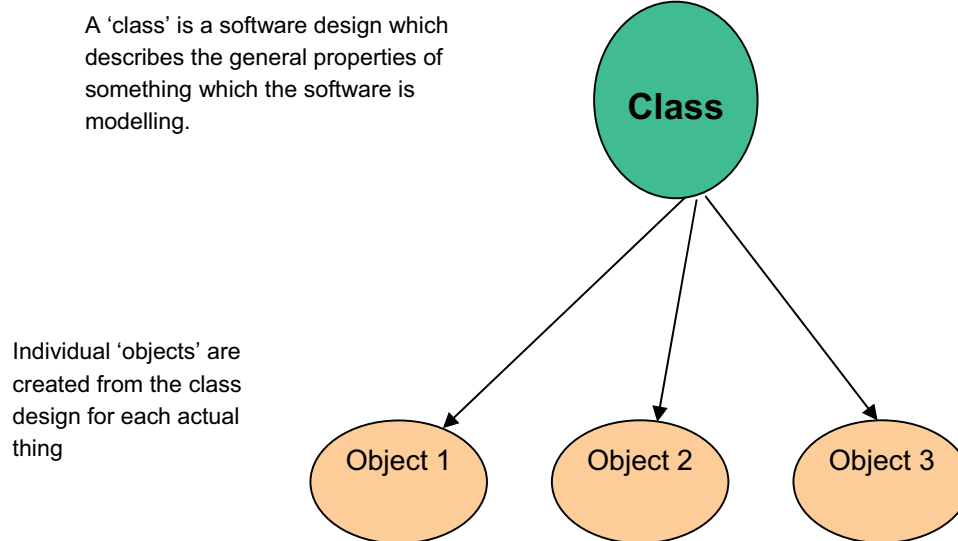 A ‘class’ is a software design which
describes the general properties of
something which the software is
modelling.
Class
Individual ‘objects’ are
created from the class
design for each actual
thing
Object 1
Object 2
Object 3